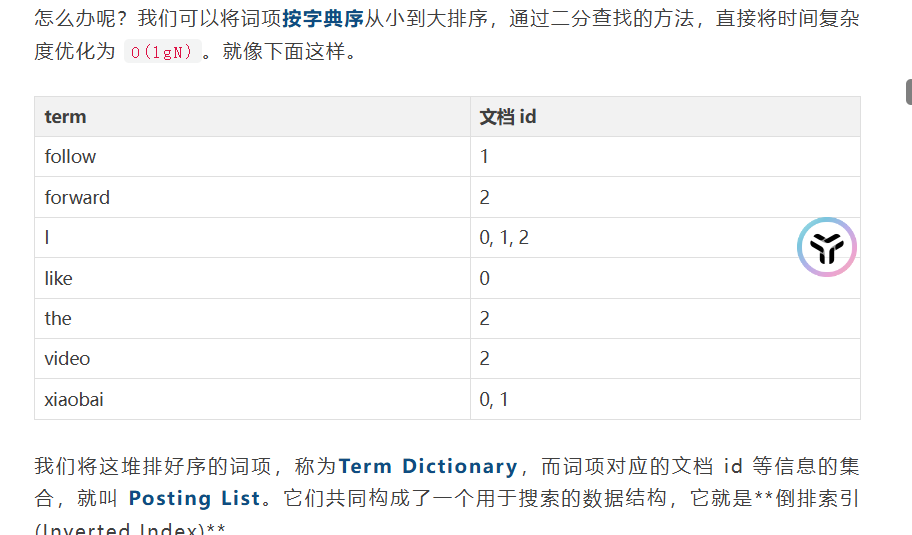 怎么办呢？我们可以将词项按字典序从小到大排序，通过二分查找的方法，直接将时间复杂
度优化为 O(lgN) 。就像下面这样。
term 文档 id
follow 1
forward 2
I 0, 1, 2
like 0
the 2
video 2
xiaobai 0, 1
我们将这堆排好序的词项，称为Term Dictionary，而词项对应的文档 id 等信息的集
合，就叫 Posting List。它们共同构成了一个用于搜索的数据结构，它就是**倒排索引
(Inverted Index)**